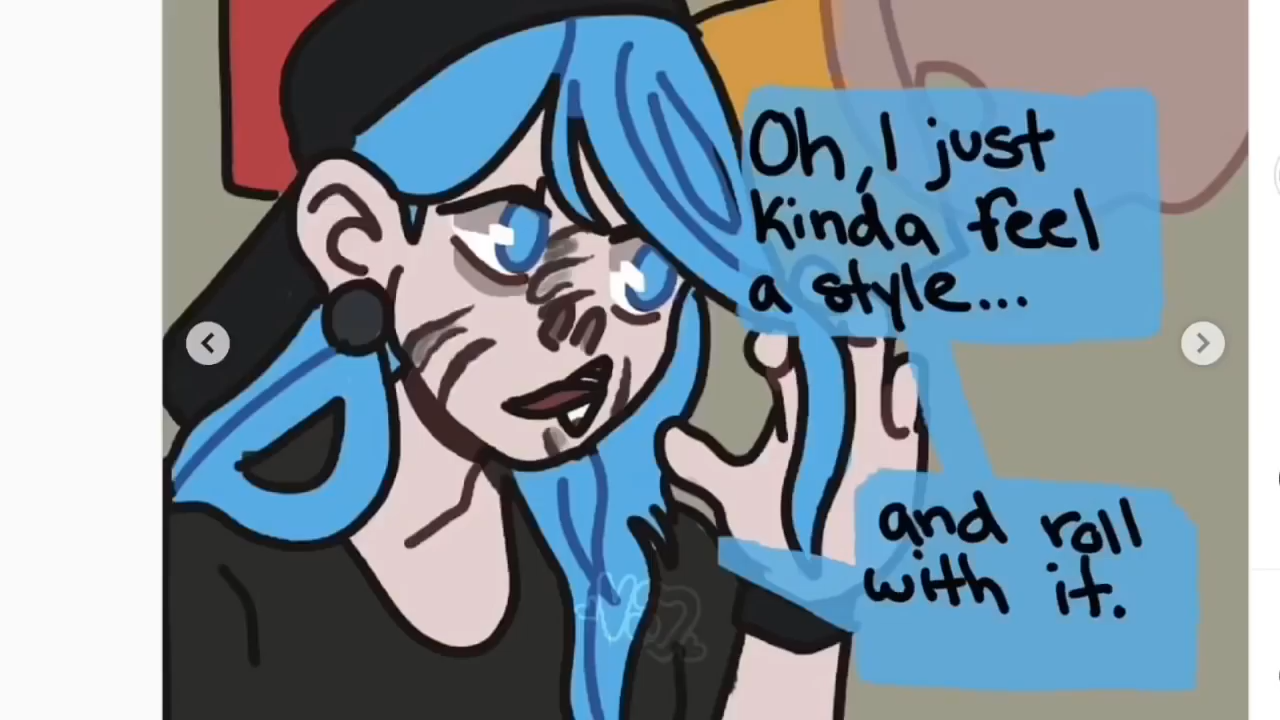 Oh, I just
kinda feel
a style...
and roll
with it.